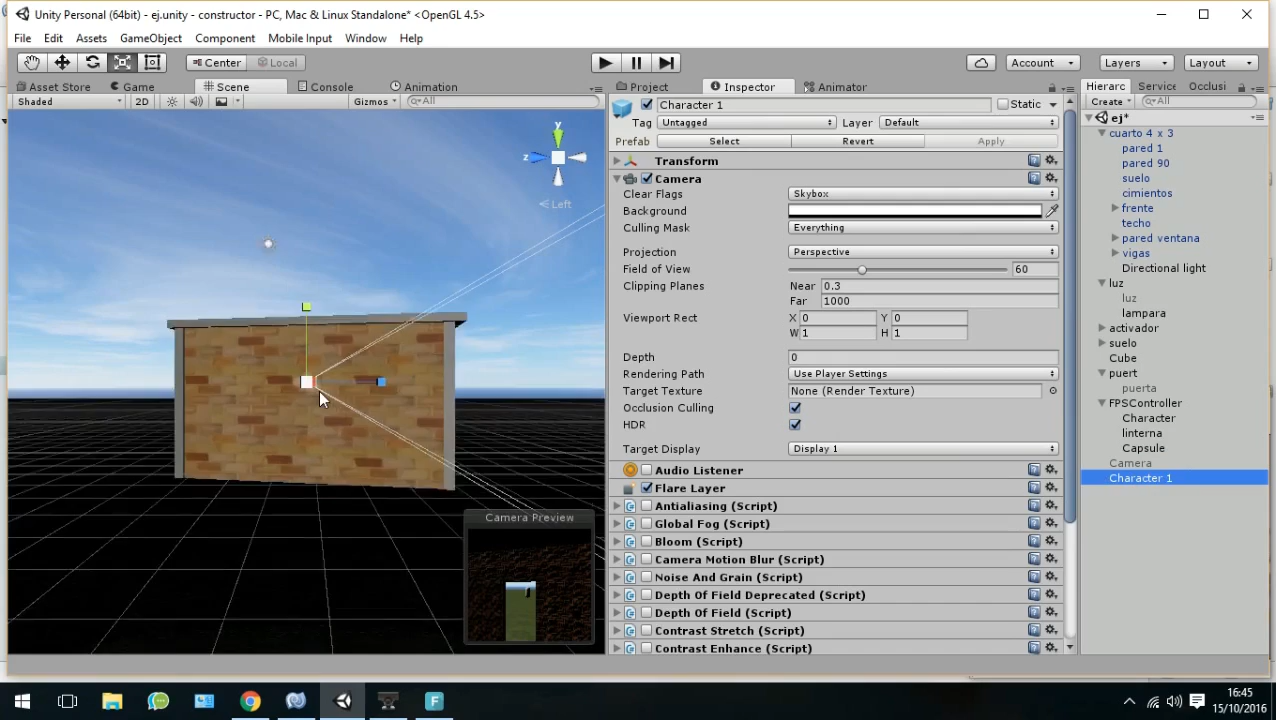 Unity Personal (64bit) - ej.unity - constructor - PC, Mac & Linux Standalone* <OpenGL 4.5>
File Edit Assets GameObject Component Mobile Input Window Help
Center Local Account Layers Layout
Asset Store Game Scene Console Animation Project Inspector Animator Hierarc Service Occlusi
Shaded 2D Gizmos All Create All
Character 1 Static
Tag Untagged Layer Default
Prefab Select Revert Apply
Transform
Camera
Clear Flags Skybox
Background
Culling Mask Everything
Projection Perspective
Field of View 60
Clipping Planes Near 0.3
Far 1000
Viewport Rect X 0 Y 0
W 1 H 1
Depth 0
Rendering Path Use Player Settings
Target Texture None (Render Texture)
Occlusion Culling
HDR
Target Display Display 1
Audio Listener
Flare Layer
Antialiasing (Script)
Global Fog (Script)
Bloom (Script)
Camera Motion Blur (Script)
Noise And Grain (Script)
Depth Of Field Deprecated (Script)
Depth Of Field (Script)
Contrast Stretch (Script)
Contrast Enhance (Script)
ej*
cuarto 4 x 3
pared 1
pared 90
suelo
cimientos
frente
techo
pared ventana
vigas
Directional light
luz
luz
lampara
activador
suelo
Cube
puert
puerta
FPSController
Character
linterna
Capsule
Camera
Character 1
y
z
Left
Camera Preview
F
16:45
15/10/2016